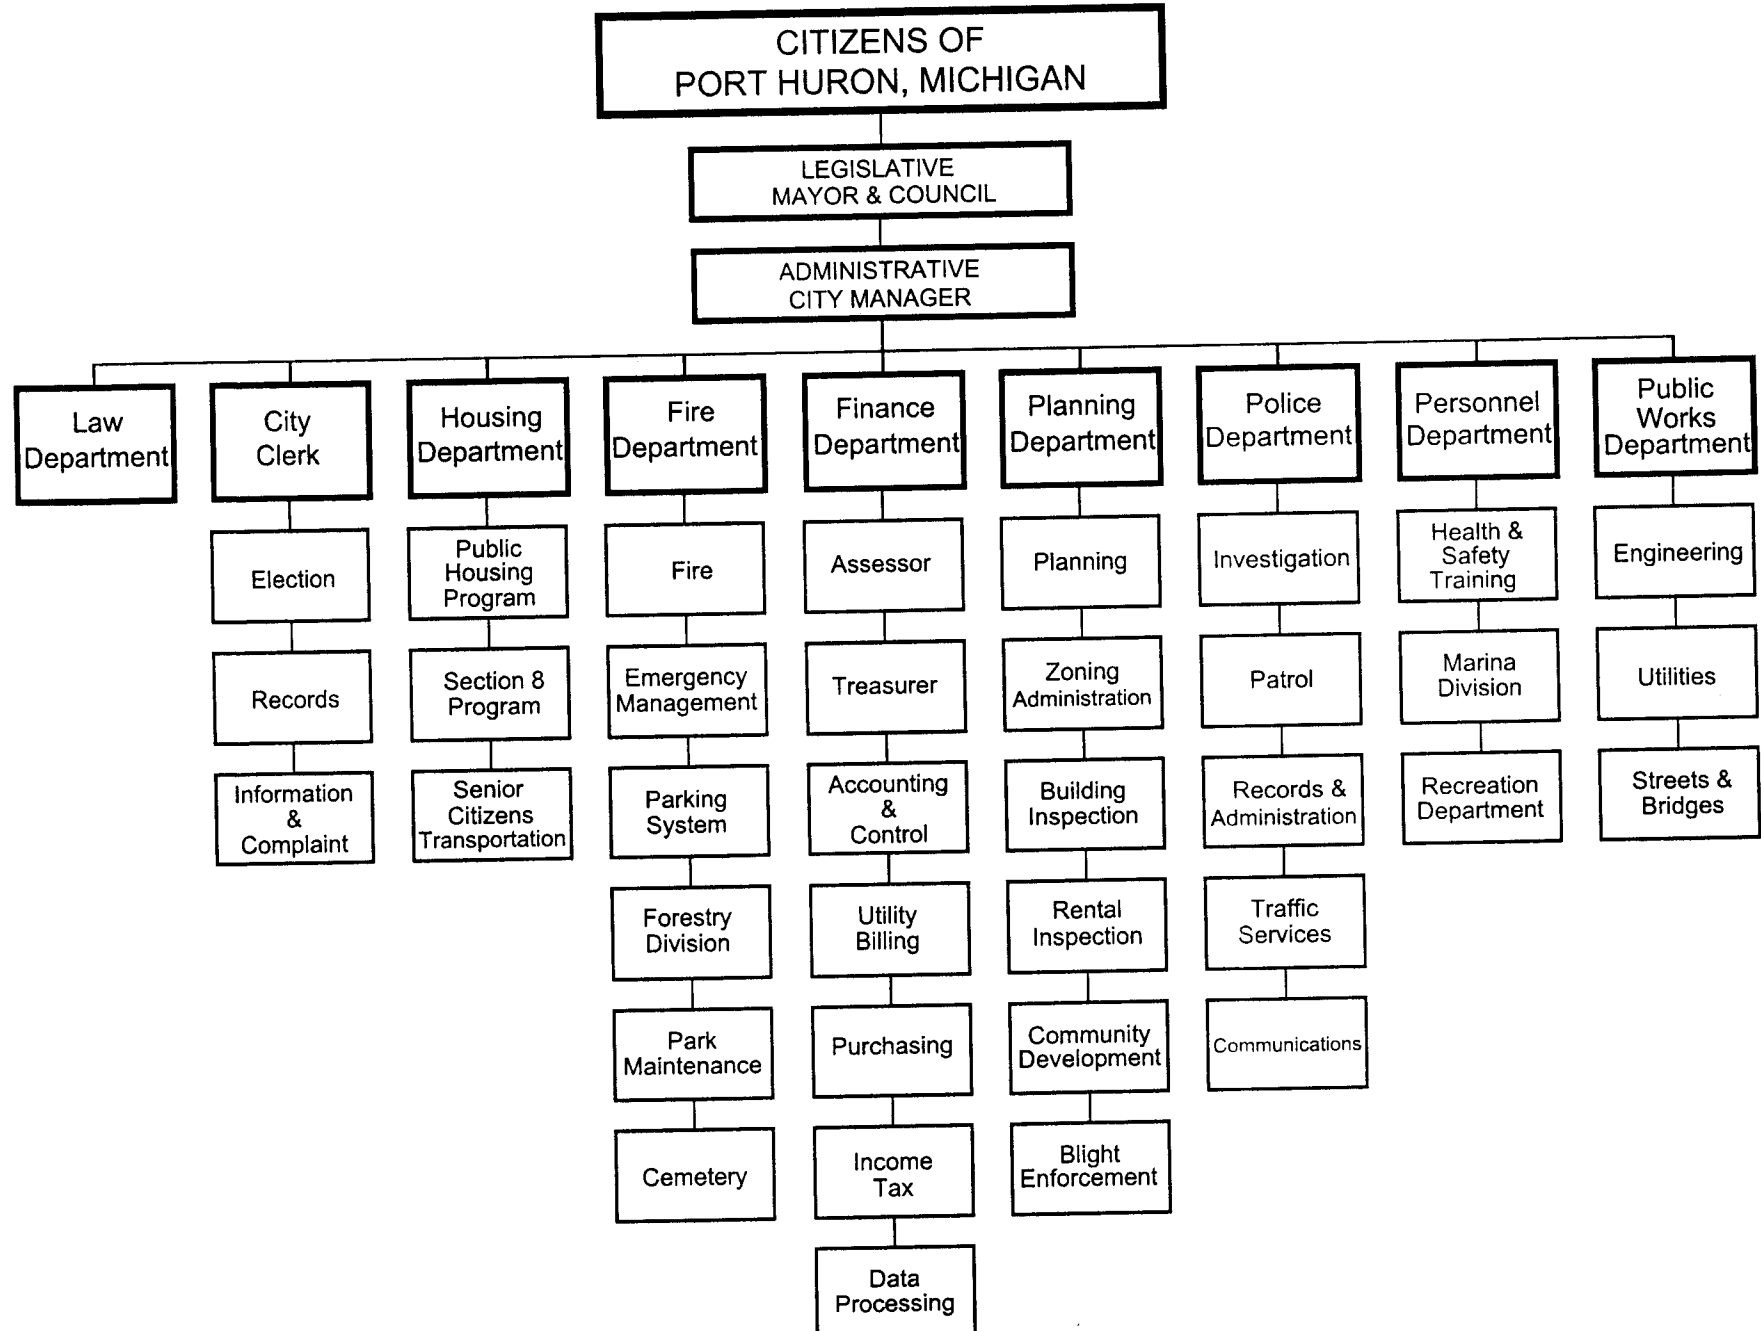 CITIZENS OF
PORT HURON, MICHIGAN
LEGISLATIVE
MAYOR & COUNCIL
ADMINISTRATIVE
CITY MANAGER
Law
Department
City
Clerk
Housing
Department
Fire
Department
Finance
Department
Planning
Department
Police
Department
Personnel
Department
Public
Works
Department
Election
Records
Information
&
Complaint
Public
Housing
Program
Section 8
Program
Senior
Citizens
Transportation
Fire
Emergency
Management
Parking
System
Forestry
Division
Park
Maintenance
Cemetery
Assessor
Treasurer
Accounting
&
Control
Utility
Billing
Purchasing
Income
Tax
Data
Processing
Planning
Zoning
Administration
Building
Inspection
Rental
Inspection
Community
Development
Blight
Enforcement
Investigation
Patrol
Records &
Administration
Traffic
Services
Communications
Health &
Safety
Training
Marina
Division
Recreation
Department
Engineering
Utilities
Streets &
Bridges